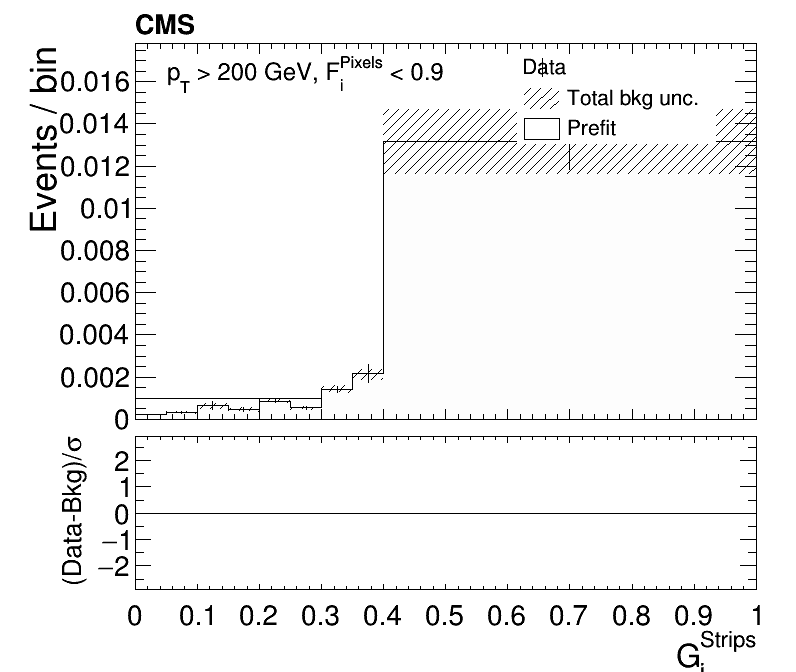 CMS
p_T > 200 GeV, F_i^Pixels < 0.9
Data
Total bkg unc.
Prefit
Events / bin
0.016
0.014
0.012
0.01
0.008
0.006
0.004
0.002
0
(Data-Bkg)/σ
2
1
0
−1
−2
0 0.1 0.2 0.3 0.4 0.5 0.6 0.7 0.8 0.9 1
G_i^Strips